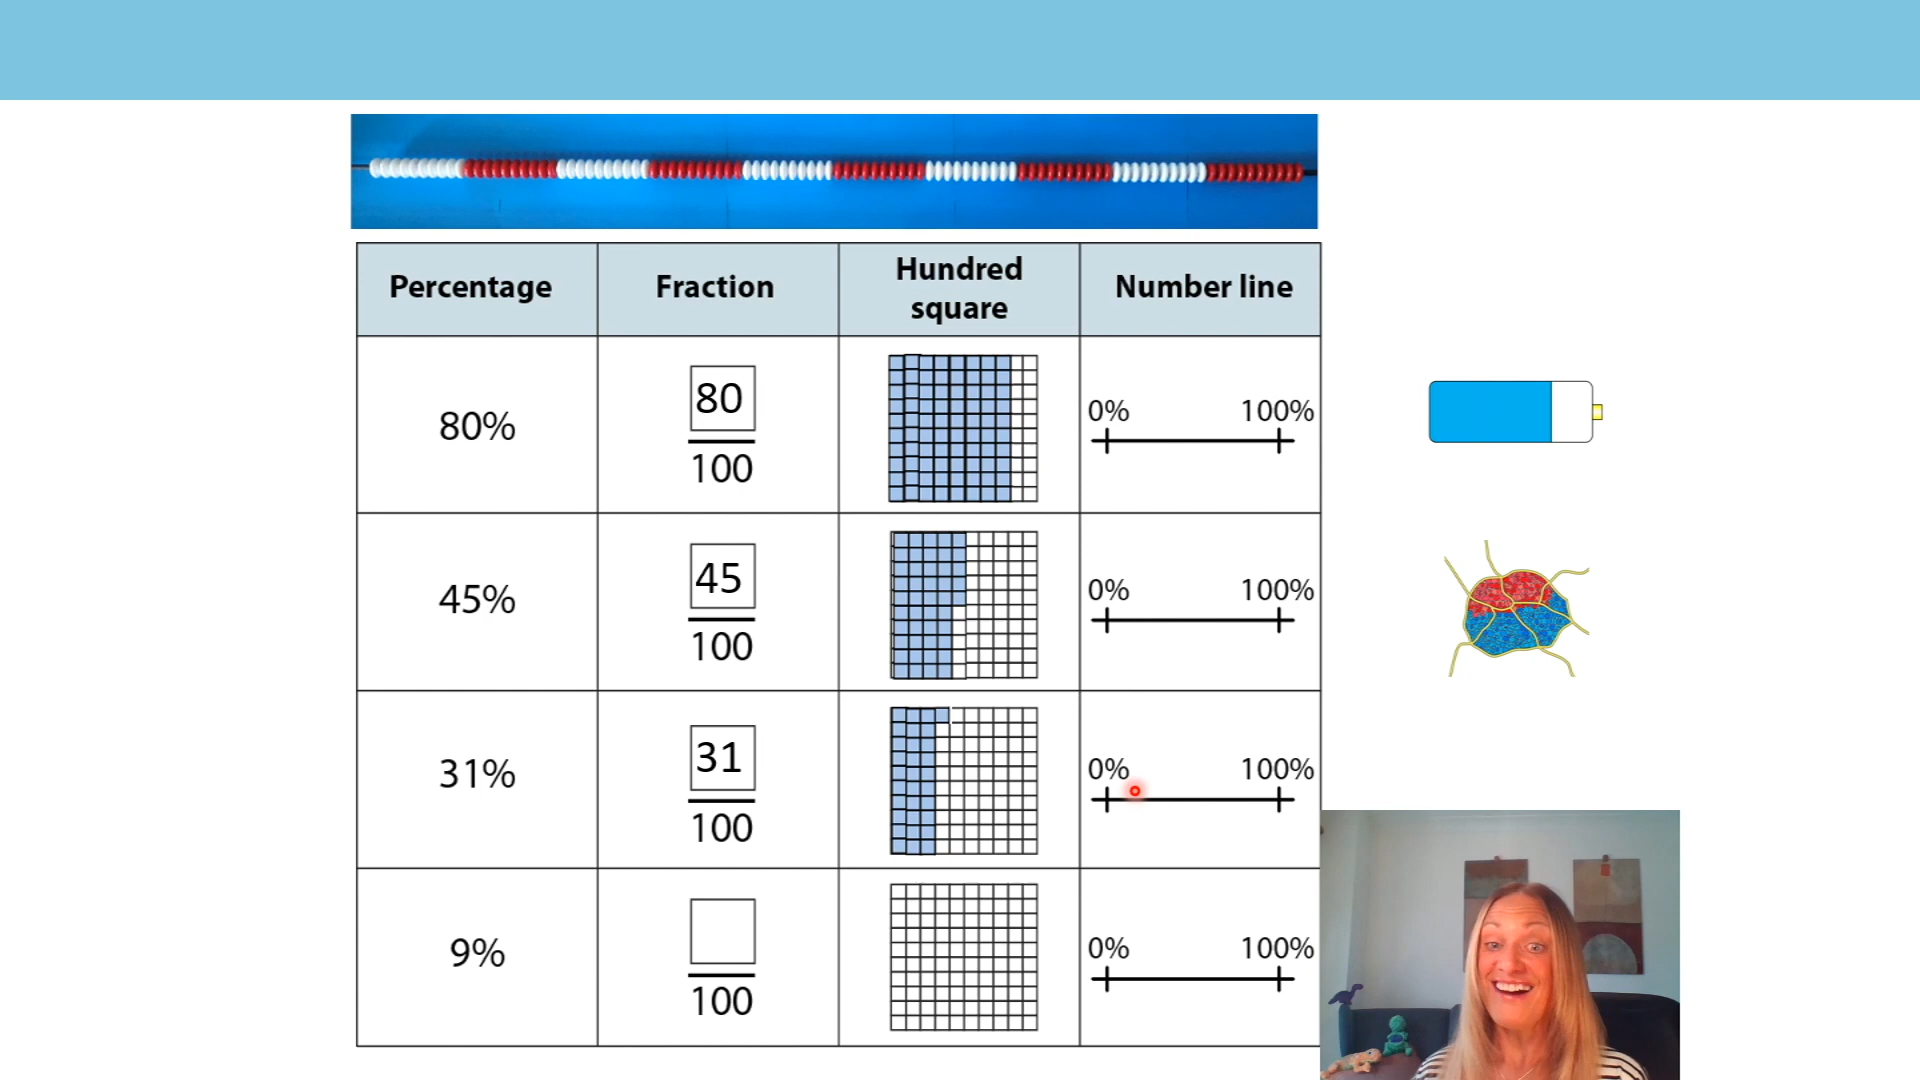 Percentage Fraction Hundred square Number line
80% 80/100 0% 100%
45% 45/100 0% 100%
31% 31/100 0% 100%
9% /100 0% 100%